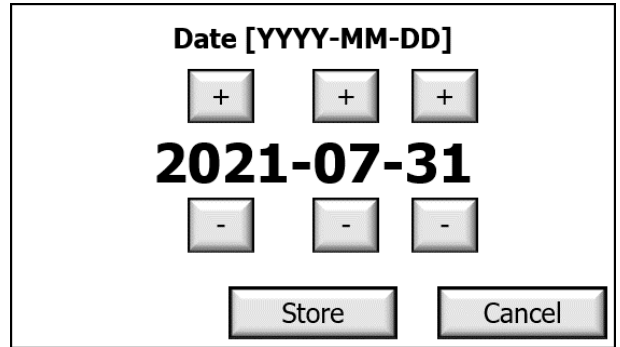 Date [YYYY-MM-DD]
+ + +
2021-07-31
- - -
Store Cancel